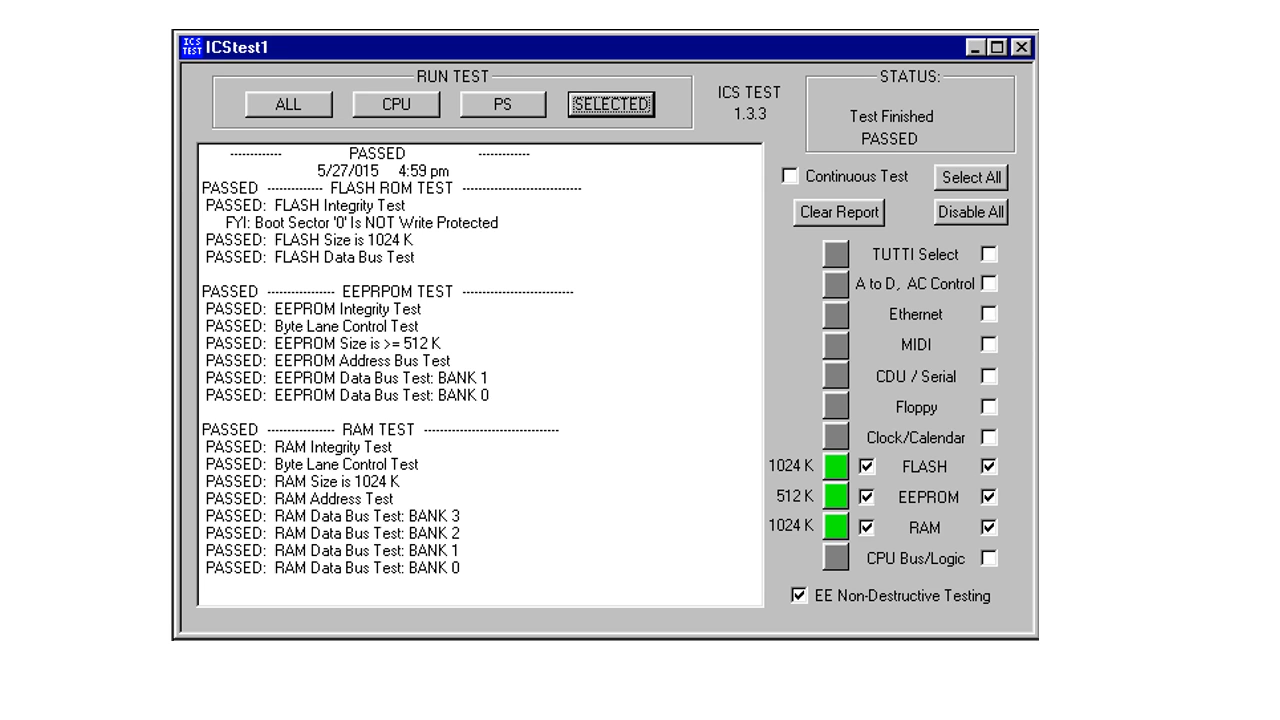 ICS TEST ICStest1
RUN TEST
ALL CPU PS SELECTED
ICS TEST
1.3.3
STATUS:
Test Finished
PASSED
------------- PASSED -------------
5/27/015 4:59 pm
PASSED -------------- FLASH ROM TEST ------------------------------
PASSED: FLASH Integrity Test
FYI: Boot Sector '0' Is NOT Write Protected
PASSED: FLASH Size is 1024 K
PASSED: FLASH Data Bus Test
PASSED ----------------- EEPRPOM TEST ----------------------------
PASSED: EEPROM Integrity Test
PASSED: Byte Lane Control Test
PASSED: EEPROM Size is >= 512 K
PASSED: EEPROM Address Bus Test
PASSED: EEPROM Data Bus Test: BANK 1
PASSED: EEPROM Data Bus Test: BANK 0
PASSED ----------------- RAM TEST ----------------------------------
PASSED: RAM Integrity Test
PASSED: Byte Lane Control Test
PASSED: RAM Size is 1024 K
PASSED: RAM Address Test
PASSED: RAM Data Bus Test: BANK 3
PASSED: RAM Data Bus Test: BANK 2
PASSED: RAM Data Bus Test: BANK 1
PASSED: RAM Data Bus Test: BANK 0
Continuous Test Select All
Clear Report Disable All
TUTTI Select
A to D, AC Control
Ethernet
MIDI
CDU / Serial
Floppy
Clock/Calendar
1024 K FLASH
512 K EEPROM
1024 K RAM
CPU Bus/Logic
EE Non-Destructive Testing